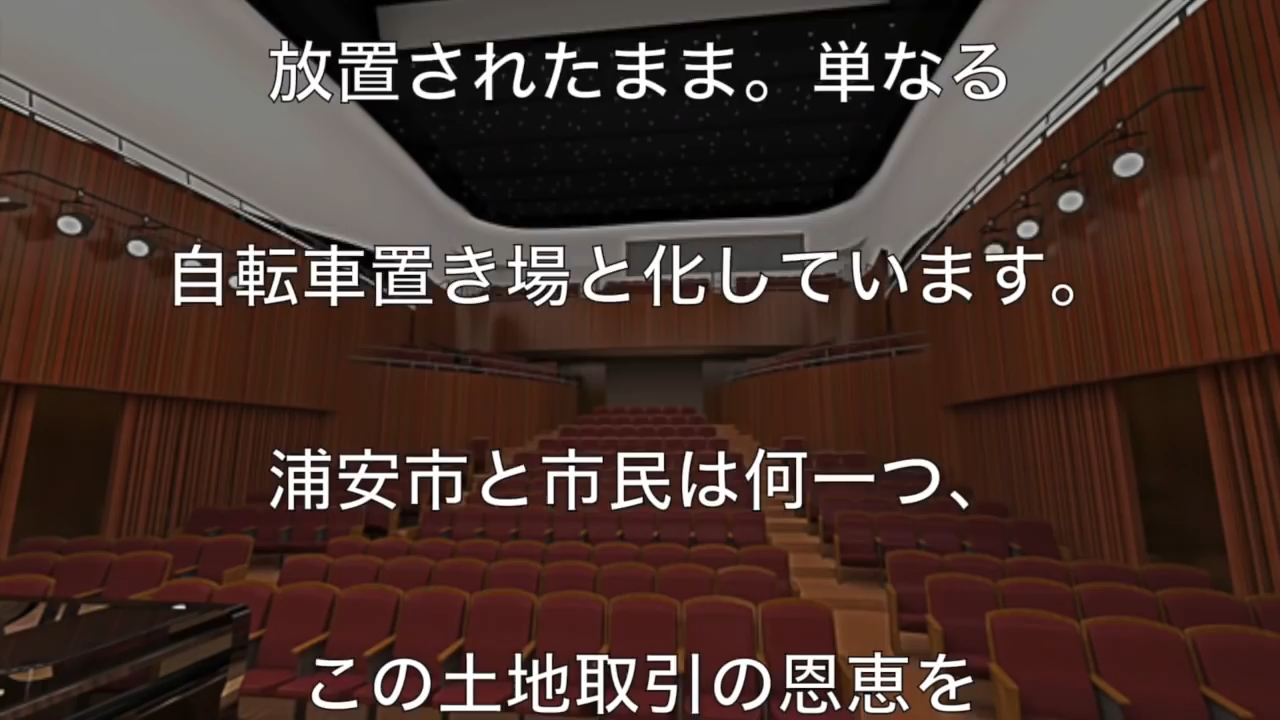 放置されたまま。単なる
自転車置き場と化しています。
浦安市と市民は何一つ、
この土地取引の恩恵を